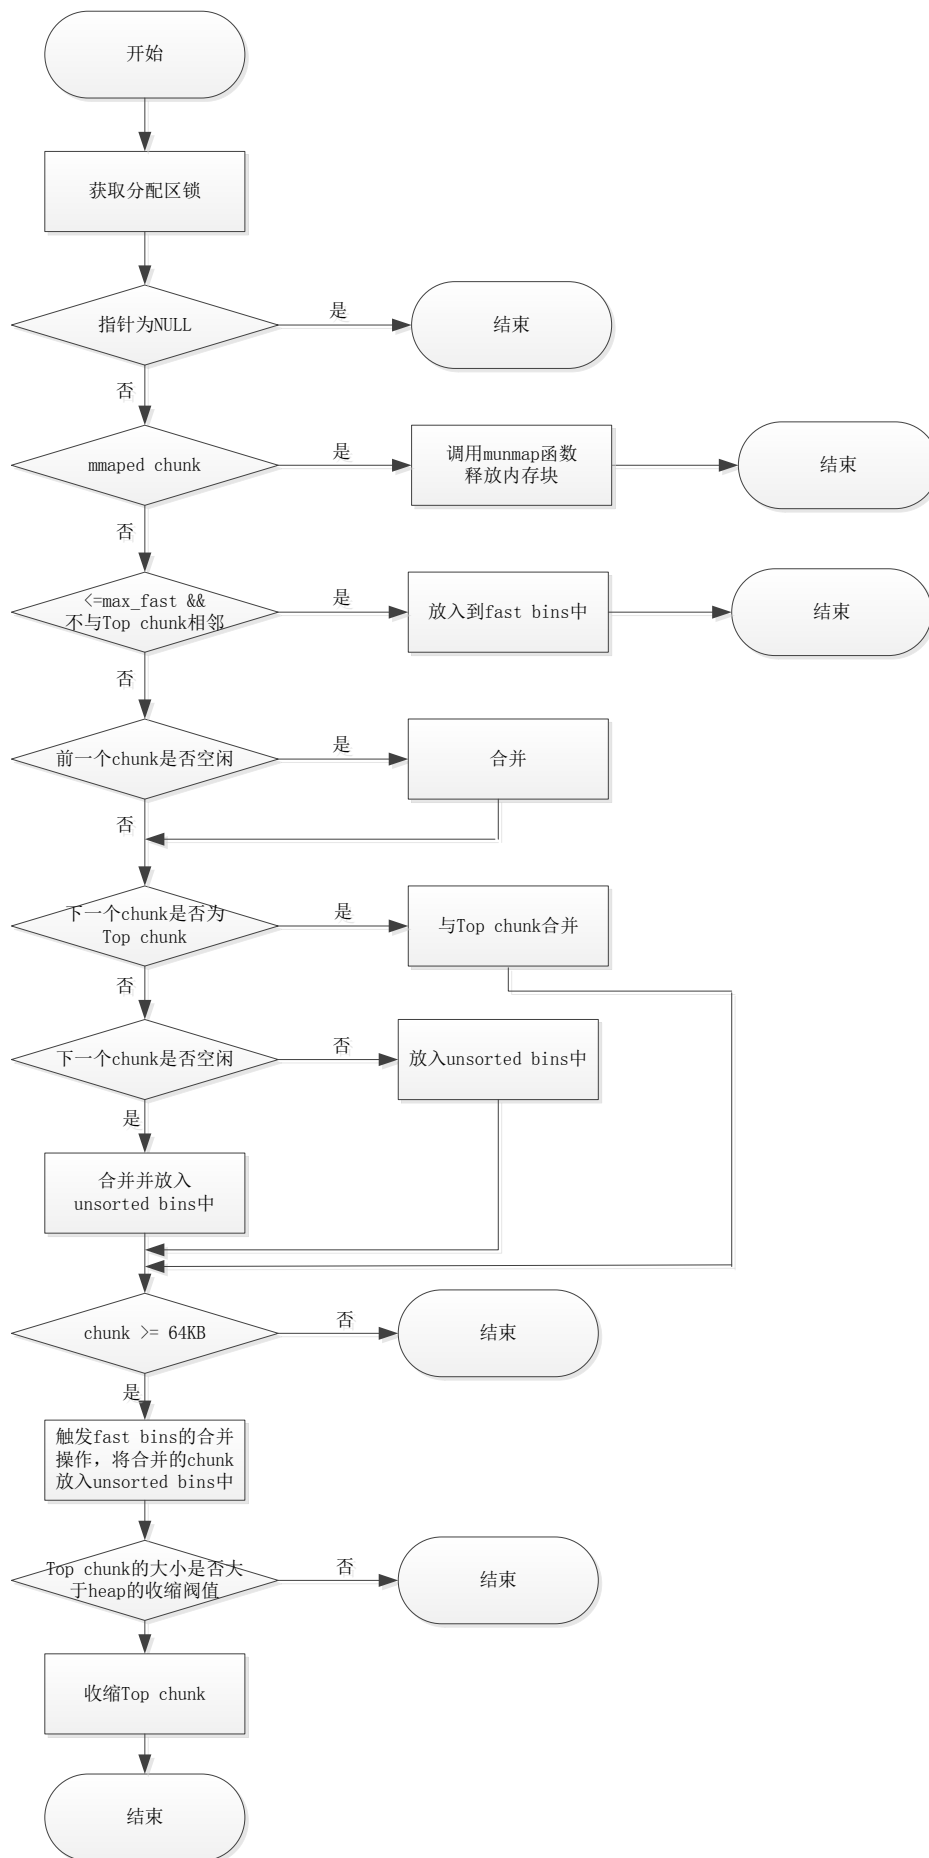 开始
获取分配区锁
指针为NULL
是
结束
否
mmaped chunk
是
调用munmap函数
释放内存块
结束
否
<=max_fast &&
不与Top chunk相邻
是
放入到fast bins中
结束
否
前一个chunk是否空闲
是
合并
否
下一个chunk是否为
Top chunk
是
与Top chunk合并
否
下一个chunk是否空闲
否
放入unsorted bins中
是
合并并放入
unsorted bins中
chunk >= 64KB
否
结束
是
触发fast bins的合并
操作，将合并的chunk
放入unsorted bins中
Top chunk的大小是否大
于heap的收缩阀值
否
结束
收缩Top chunk
结束